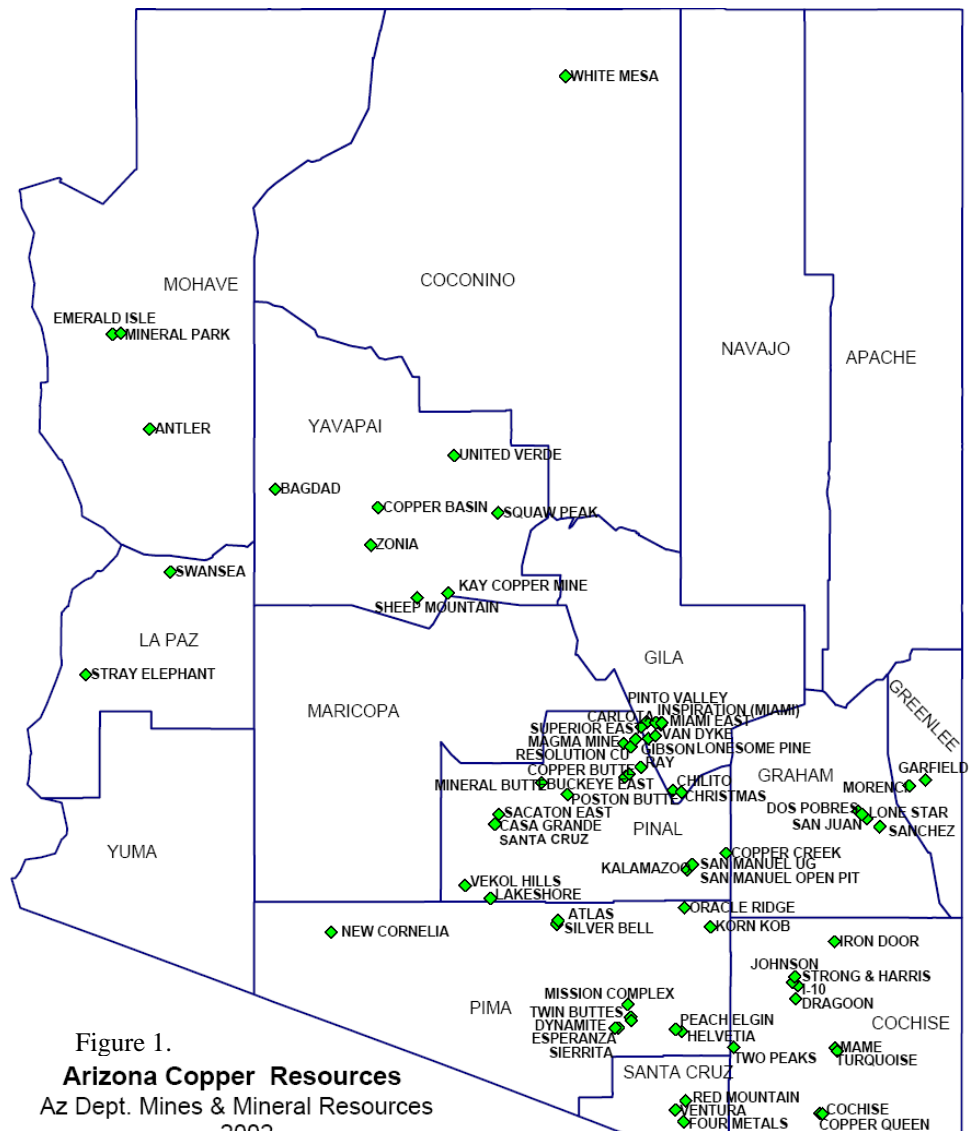 WHITE MESA
MOHAVE
COCONINO
EMERALD ISLE
MINERAL PARK
NAVAJO
APACHE
ANTLER
YAVAPAI
UNITED VERDE
BAGDAD
COPPER BASIN
SQUAW PEAK
ZONIA
SWANSEA
KAY COPPER MINE
SHEEP MOUNTAIN
LA PAZ
GILA
STRAY ELEPHANT
GREENLEE
MARICOPA
PINTO VALLEY
CARLOTA
INSPIRATION (MIAMI)
SUPERIOR EAST
MIAMI EAST
MAGMA MINE
VAN DYKE
RESOLUTION CU
GIBSON
LONESOME PINE
RAY
COPPER BUTTE
MINERAL BUTTE
BUCKEYE EAST
CHILITO
GRAHAM
GARFIELD
MORENCI
POSTON BUTTE
CHRISTMAS
DOS POBRES
LONE STAR
SACATON EAST
SAN JUAN
CASA GRANDE
PINAL
SANCHEZ
SANTA CRUZ
YUMA
COPPER CREEK
KALAMAZOO
SAN MANUEL UG
SAN MANUEL OPEN PIT
VEKOL HILLS
LAKESHORE
ORACLE RIDGE
ATLAS
NEW CORNELIA
SILVER BELL
KORN KOB
IRON DOOR
JOHNSON
STRONG & HARRIS
I-10
MISSION COMPLEX
DRAGOON
PIMA
TWIN BUTTES
COCHISE
DYNAMITE
PEACH ELGIN
ESPERANZA
HELVETIA
SIERRITA
MAME
TWO PEAKS
TURQUOISE
SANTA CRUZ
RED MOUNTAIN
VENTURA
COCHISE
FOUR METALS
COPPER QUEEN
Figure 1.
Arizona Copper Resources
Az Dept. Mines & Mineral Resources
2002